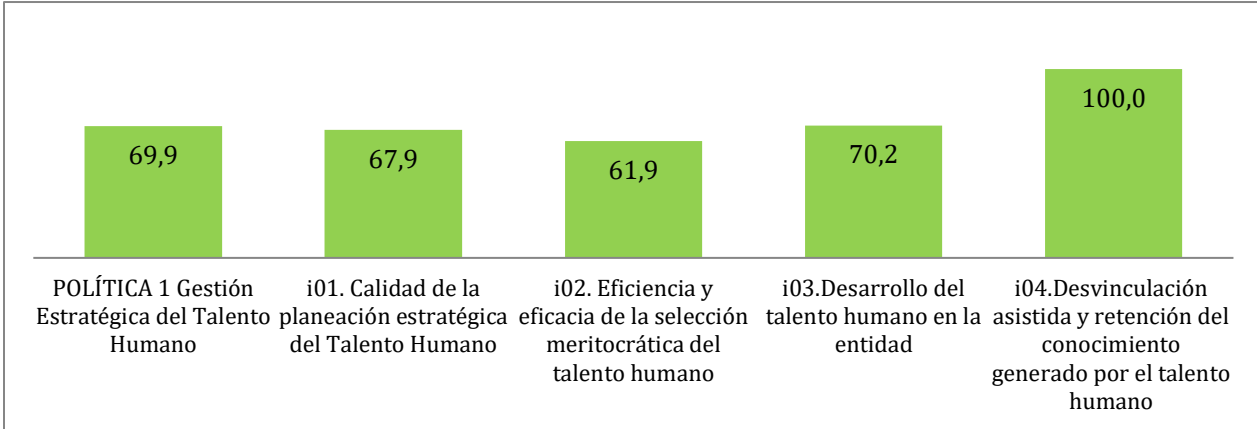 69,9
67,9
61,9
70,2
100,0
POLÍTICA 1 Gestión
Estratégica del Talento
Humano
i01. Calidad de la
planeación estratégica
del Talento Humano
i02. Eficiencia y
eficacia de la selección
meritocrática del
talento humano
i03.Desarrollo del
talento humano en la
entidad
i04.Desvinculación
asistida y retención del
conocimiento
generado por el talento
humano